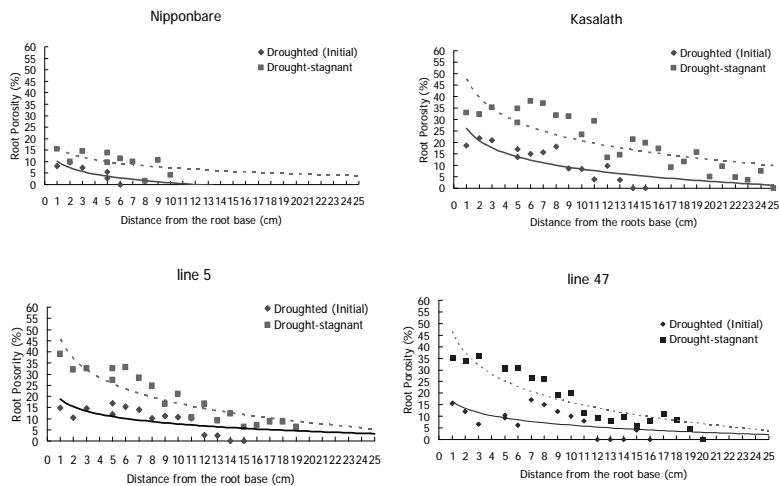 Nipponbare
60
55
50
45
40
35
30
25
20
15
10
5
0
Root Porosity (%)
Droughted (Initial)
Drought-stagnant
0 1 2 3 4 5 6 7 8 9 10 11 12 13 14 15 16 17 18 19 20 21 22 23 24 25
Distance from the root base (cm)
Kasalath
60
55
50
45
40
35
30
25
20
15
10
5
0
Root Porosity (%)
Droughted (Initial)
Drought-stagnant
0 1 2 3 4 5 6 7 8 9 10 11 12 13 14 15 16 17 18 19 20 21 22 23 24 25
Distance from the roots base (cm)
line 5
60
55
50
45
40
35
30
25
20
15
10
5
0
Root Porosity (%)
Droughted (Initial)
Drought-stagnant
0 1 2 3 4 5 6 7 8 9 10 11 12 13 14 15 16 17 18 19 20 21 22 23 24 25
Distance from the root base (cm)
line 47
60
55
50
45
40
35
30
25
20
15
10
5
0
Root Porosity (%)
Droughted (Initial)
Drought-stagnant
0 1 2 3 4 5 6 7 8 9 10 11 12 13 14 15 16 17 18 19 20 21 22 23 24 25
Distance from the root base (cm)